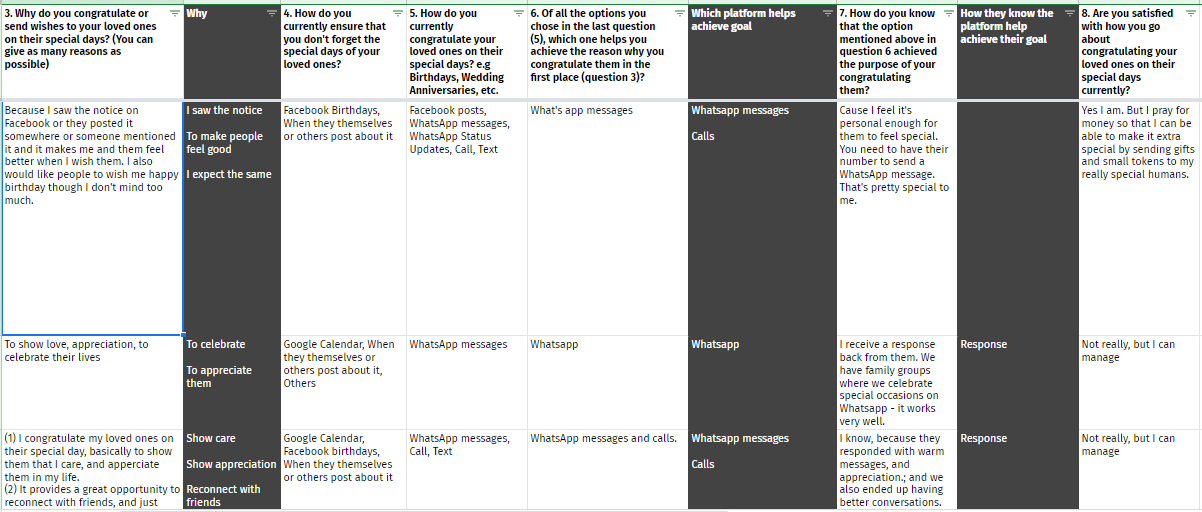 3. Why do you congratulate or
send wishes to your loved ones
on their special days? (You can
give as many reasons as
possible)
Why
4. How do you
currently ensure that
you don't forget the
special days of your
loved ones?
5. How do you
currently
congratulate your
loved ones on their
special days? e.g
Birthdays, Wedding
Anniversaries, etc.
6. Of all the options you
chose in the last question
(5), which one helps you
achieve the reason why you
congratulate them in the
first place (question 3)?
Which platform helps
achieve goal
7. How do you know
that the option
mentioned above in
question 6 achieved
the purpose of your
congratulating
them?
How they know the
platform help
achieve their goal
8. Are you satisfied
with how you go
about
congratulating your
loved ones on their
special days
currently?
Because I saw the notice on
Facebook or they posted it
somewhere or someone mentioned
it and it makes me and them feel
better when I wish them. I also
would like people to wish me happy
birthday though I don't mind too
much.
I saw the notice
To make people
feel good
I expect the same
Facebook Birthdays,
When they themselves
or others post about it
Facebook posts,
WhatsApp messages,
WhatsApp Status
Updates, Call, Text
What's app messages
Whatsapp messages
Calls
Cause I feel it's
personal enough for
them to feel special.
You need to have their
number to send a
WhatsApp message.
That's pretty special to
me.
Yes I am. But I pray for
money so that I can be
able to make it extra
special by sending gifts
and small tokens to my
really special humans.
To show love, appreciation, to
celebrate their lives
To celebrate
To appreciate
them
Google Calendar, When
they themselves or
others post about it,
Others
WhatsApp messages
Whatsapp
Whatsapp
I receive a response
back from them. We
have family groups
where we celebrate
special occasions on
Whatsapp - it works
very well.
Response
Not really, but I can
manage
(1) I congratulate my loved ones on
their special day, basically to show
them that I care, and apperciate
them in my life.
(2) It provides a great opportunity to
reconnect with friends, and just
Show care
Show appreciation
Reconnect with
friends
Google Calendar,
Facebook birthdays,
When they themselves
or others post about it
WhatsApp messages,
Call, Text
WhatsApp messages and calls.
Whatsapp messages
Calls
I know, because they
responded with warm
messages, and
appreciation.; and we
also ended up having
better conversations.
Response
Not really, but I can
manage